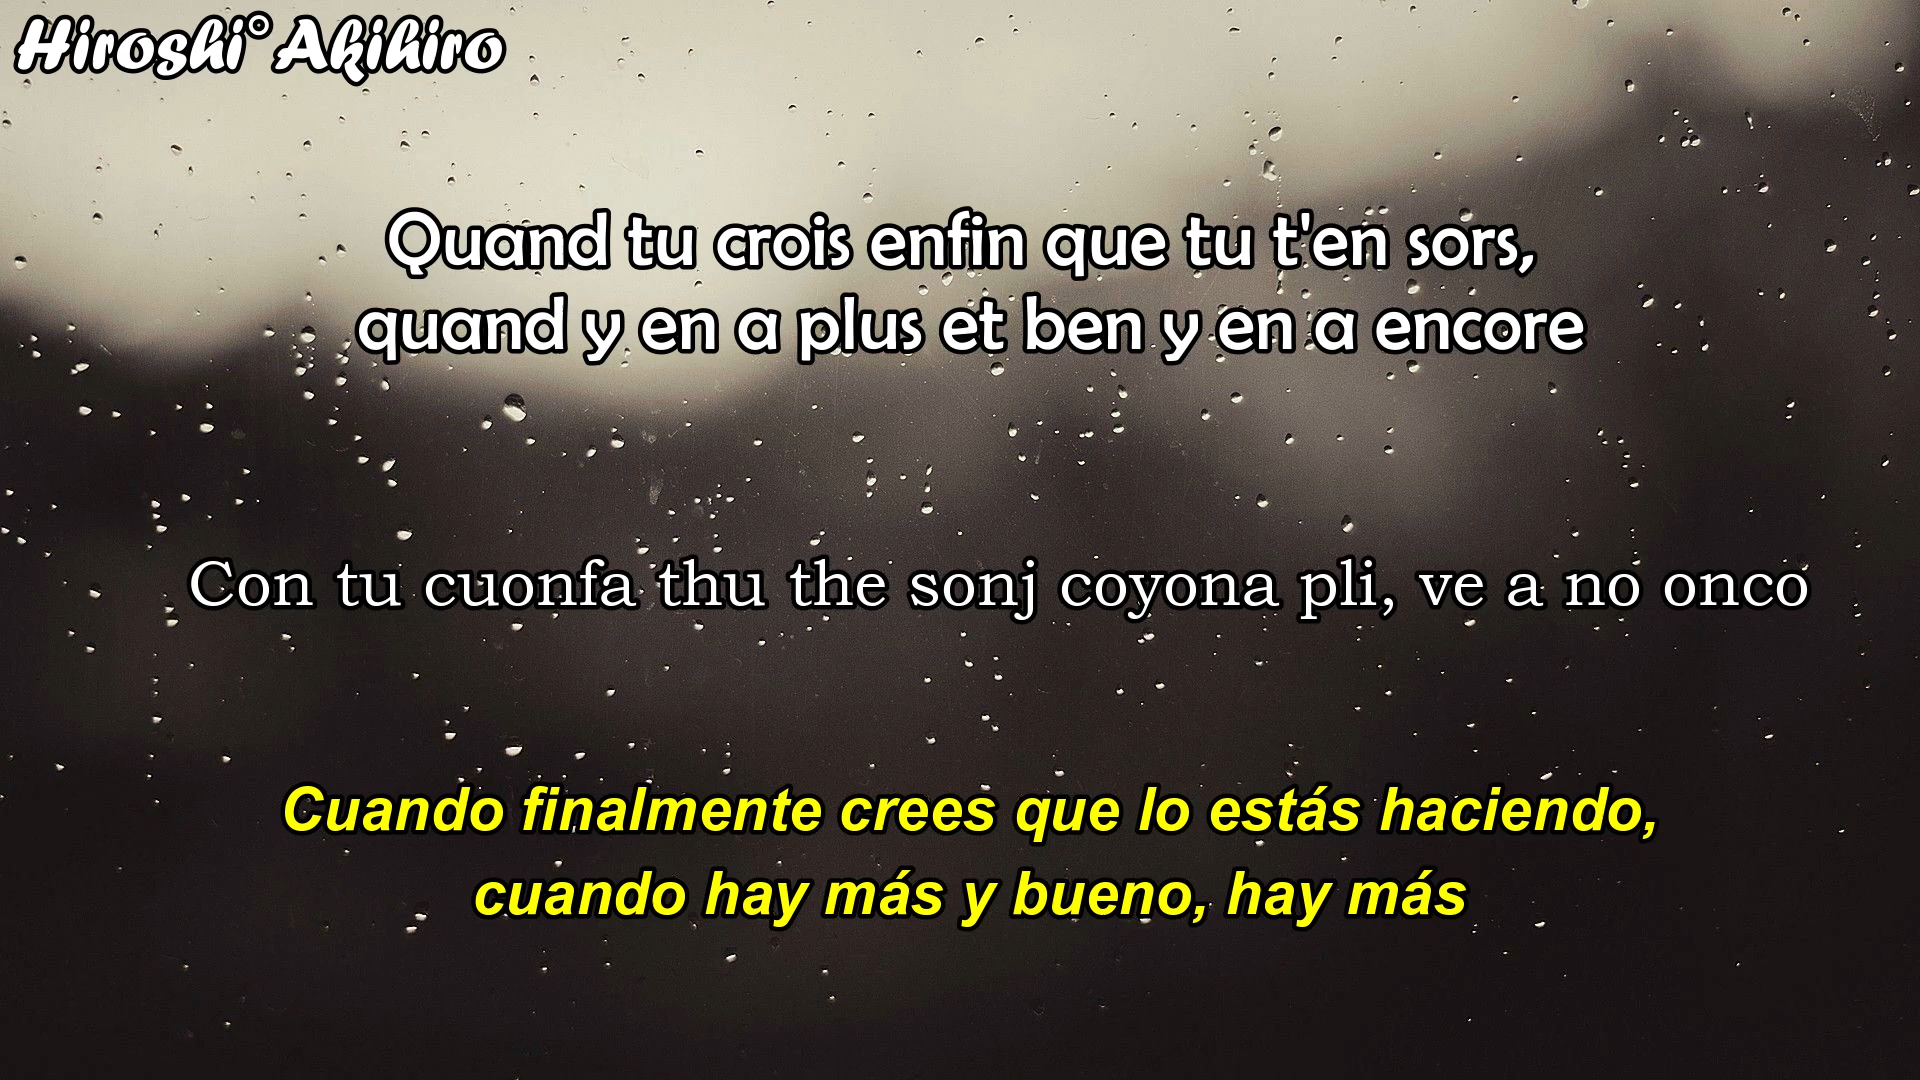 Hiroshi° Akihiro
Quand tu crois enfin que tu t'en sors,
quand y en a plus et ben y en a encore
Con tu cuonfa thu the sonj coyona pli, ve a no onco
Cuando finalmente crees que lo estás haciendo,
cuando hay más y bueno, hay más